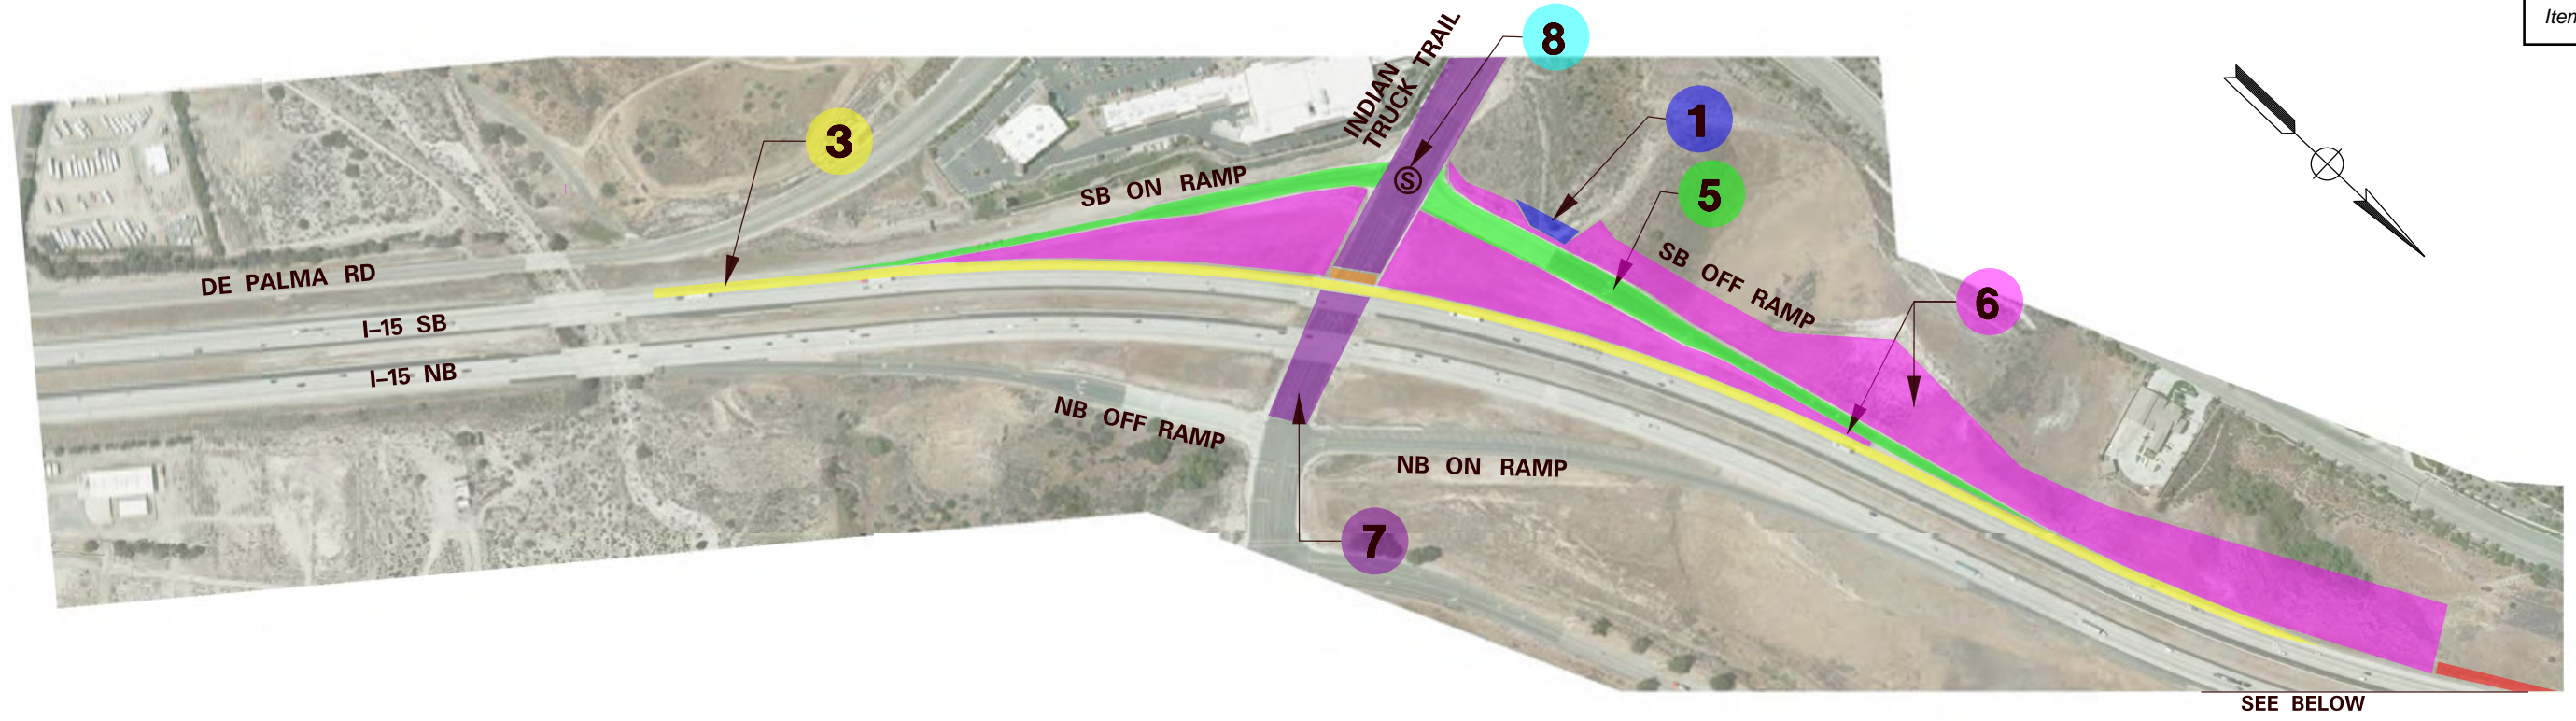 Iten
8
INDIAN
TRUCK TRAIL
1
3
5
S
SB ON RAMP
SB OFF RAMP
6
DE PALMA RD
I-15 SB
I-15 NB
NB OFF RAMP
NB ON RAMP
7
SEE BELOW